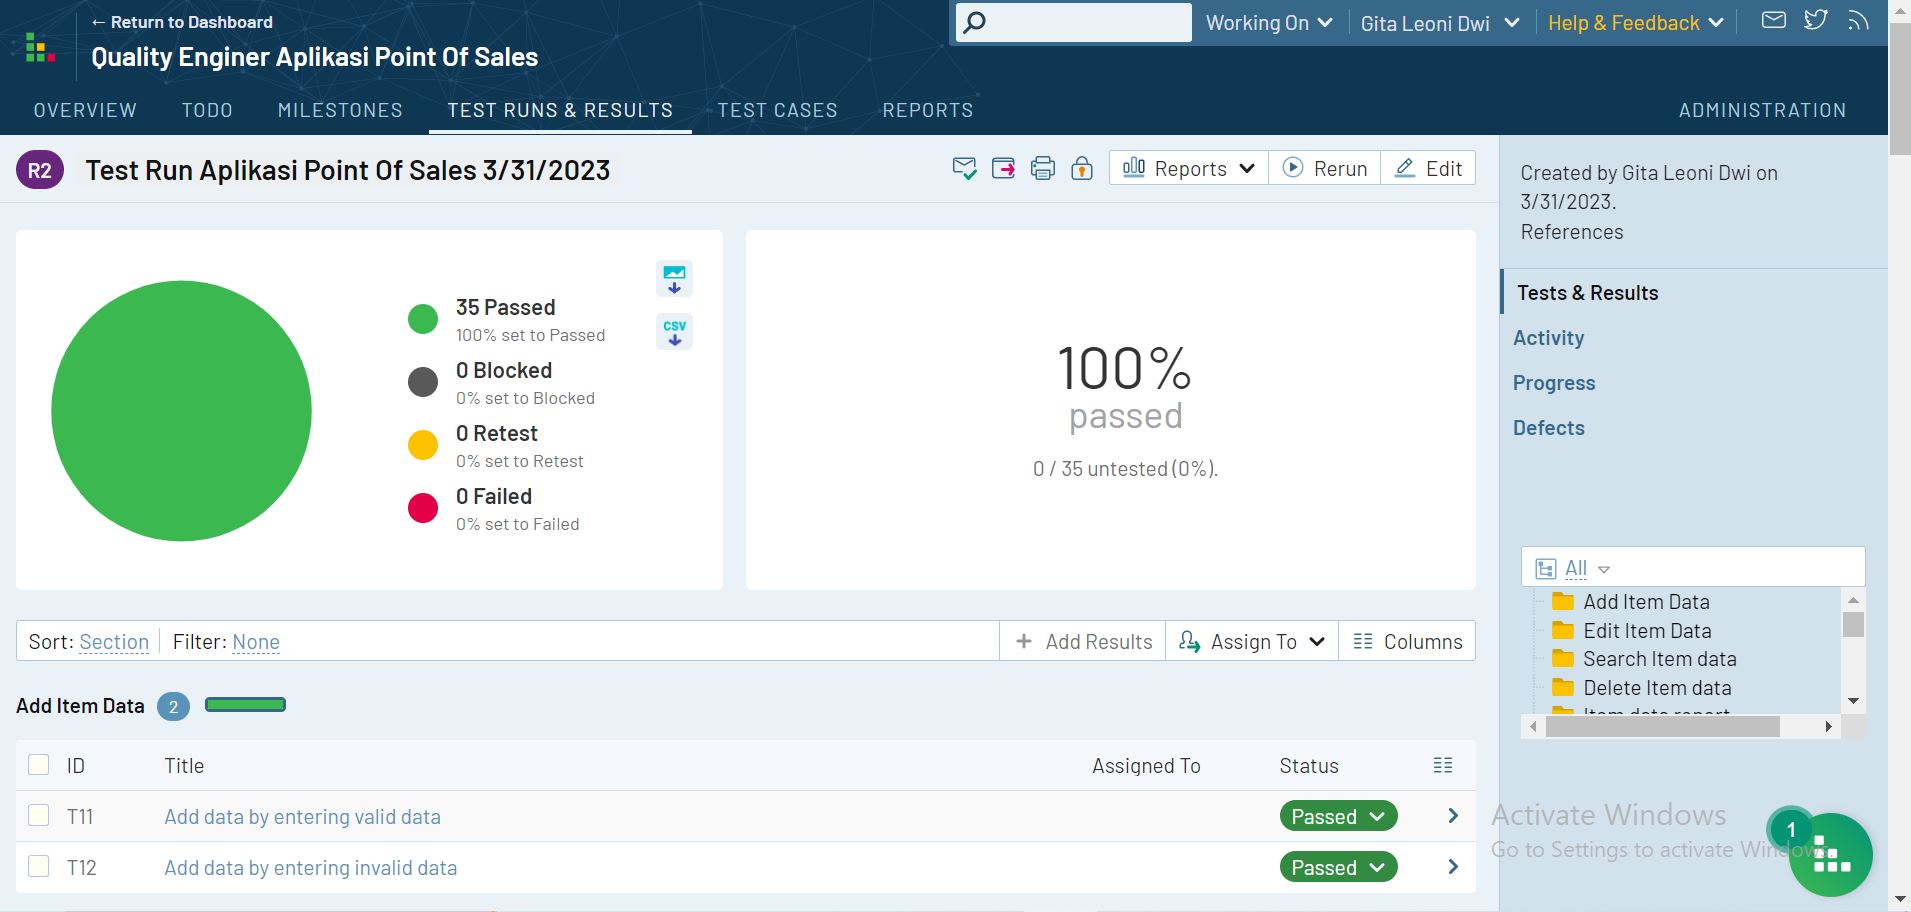 ← Return to Dashboard
Working On
Gita Leoni Dwi
Help & Feedback
Quality Enginer Aplikasi Point Of Sales
OVERVIEW TODO MILESTONES TEST RUNS & RESULTS TEST CASES REPORTS ADMINISTRATION
R2 Test Run Aplikasi Point Of Sales 3/31/2023
Reports Rerun Edit
Created by Gita Leoni Dwi on
3/31/2023.
References
35 Passed
100% set to Passed
0 Blocked
0% set to Blocked
0 Retest
0% set to Retest
0 Failed
0% set to Failed
CSV
100%
passed
0 / 35 untested (0%).
Tests & Results
Activity
Progress
Defects
All
Add Item Data
Edit Item Data
Search Item data
Delete Item data
Item data report
Sort: Section Filter: None
Add Results Assign To Columns
Add Item Data 2
ID Title Assigned To Status
T11 Add data by entering valid data Passed
T12 Add data by entering invalid data Passed
Activate Windows
Go to Settings to activate Windows.
1